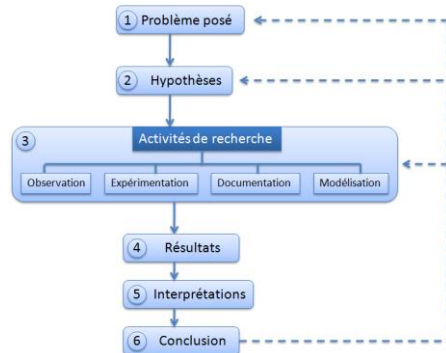 1 Problème posé
2 Hypothèses
3 Activités de recherche
Observation Expérimentation Documentation Modélisation
4 Résultats
5 Interprétations
6 Conclusion